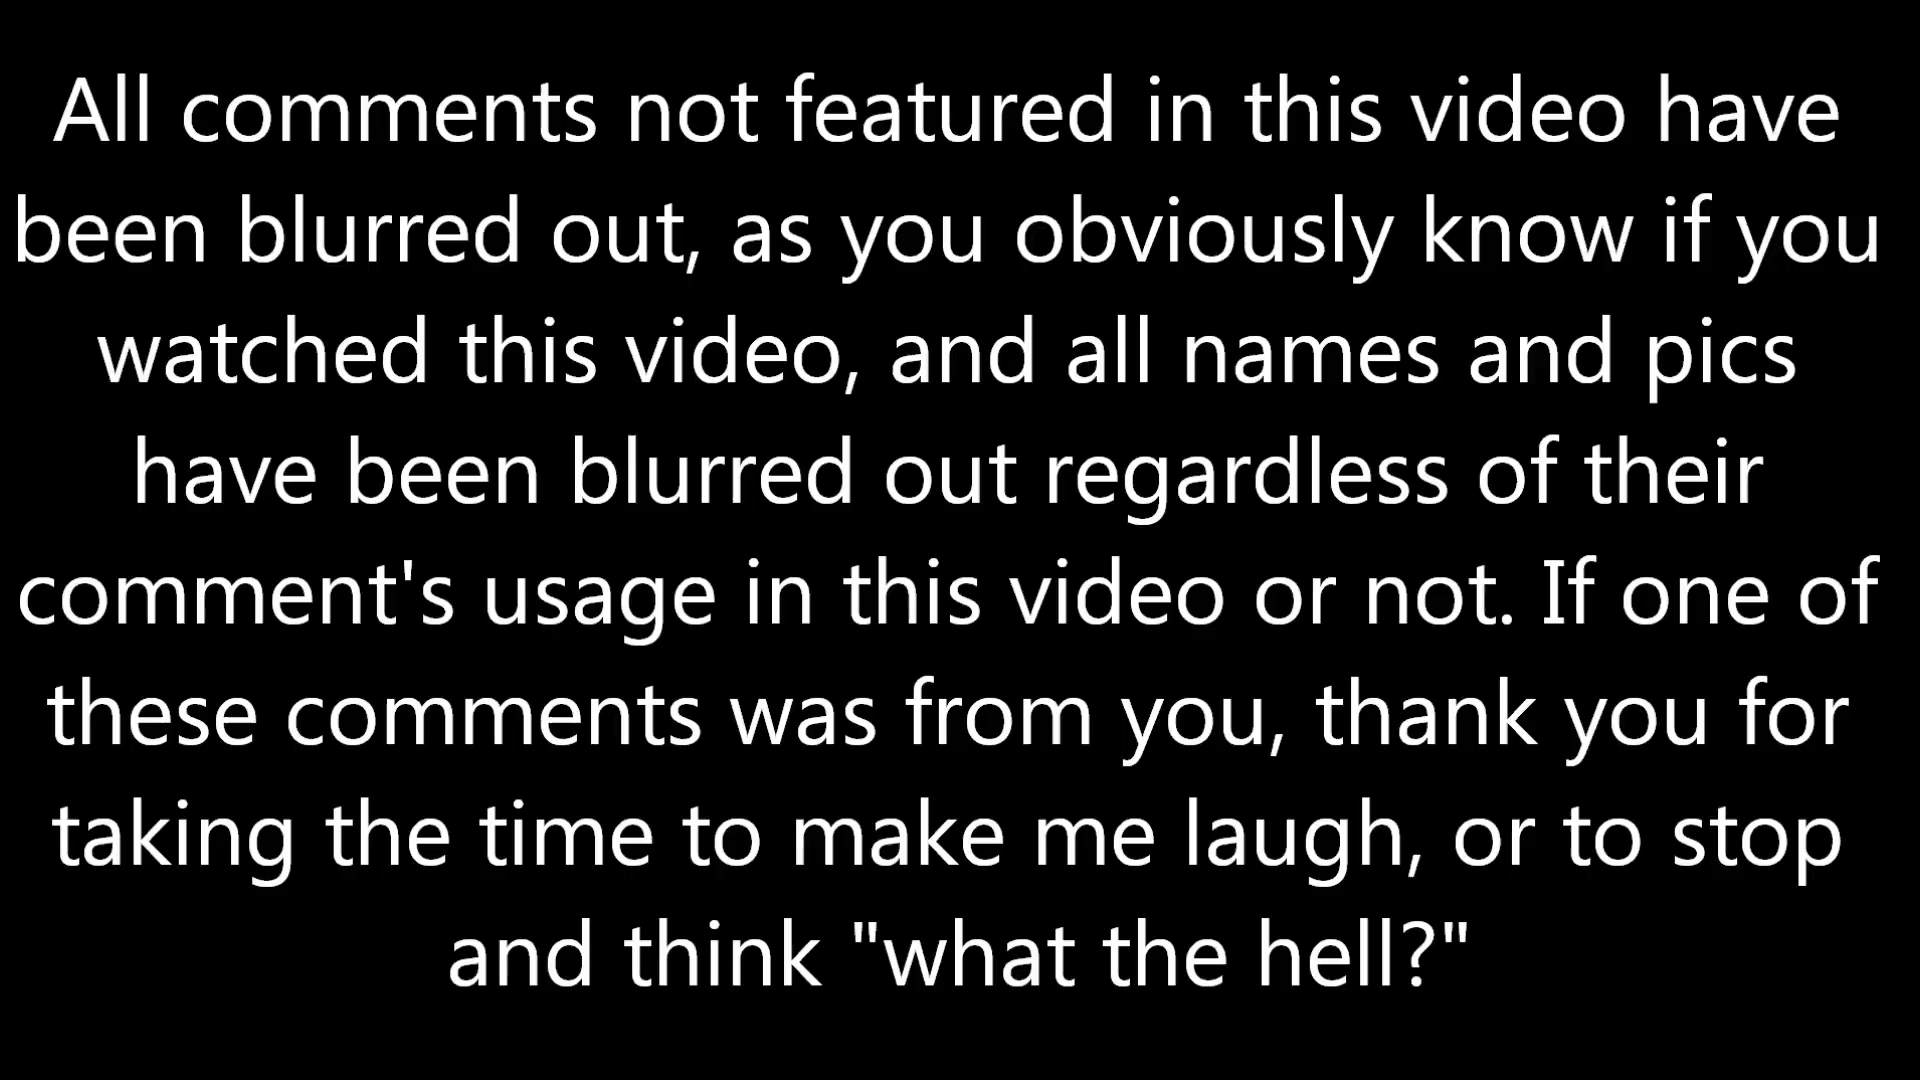 All comments not featured in this video have
been blurred out, as you obviously know if you
watched this video, and all names and pics
have been blurred out regardless of their
comment's usage in this video or not. If one of
these comments was from you, thank you for
taking the time to make me laugh, or to stop
and think "what the hell?"